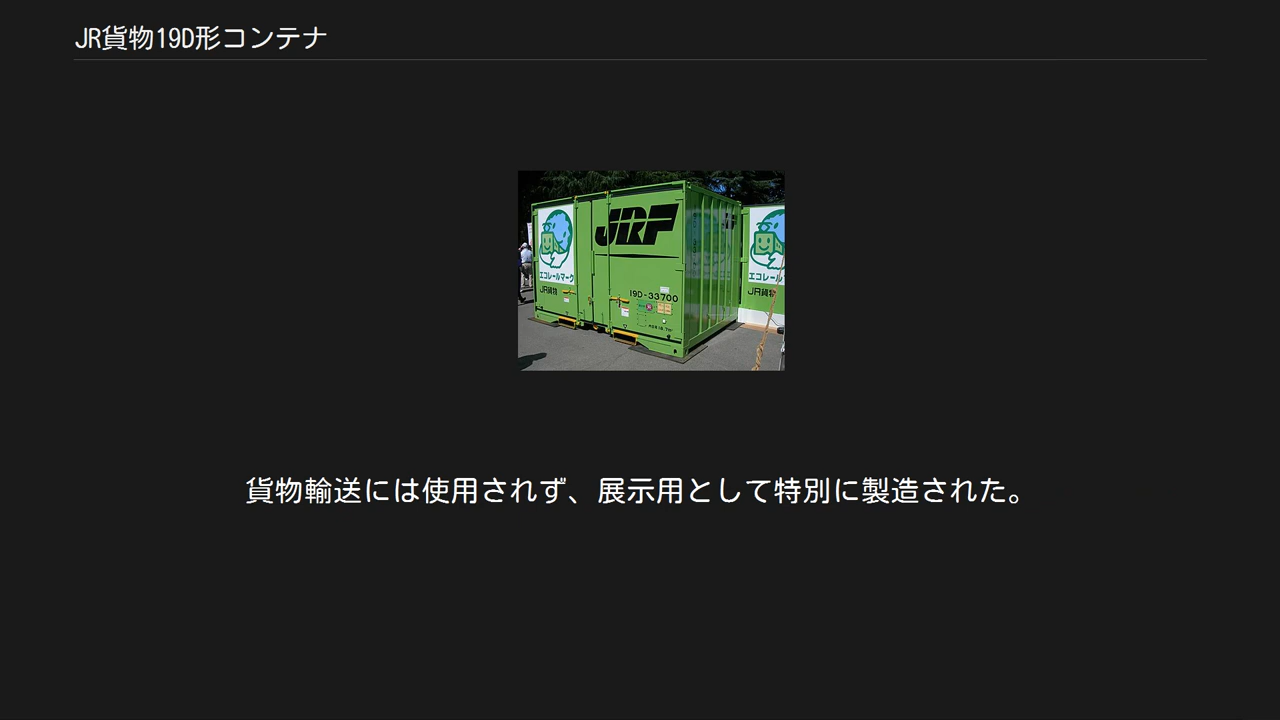 JR貨物19D形コンテナ
JRF
エコレールマーク
JR貨物
19D-33700
エコレールマーク
JR貨物
貨物輸送には使用されず、展示用として特別に製造された。